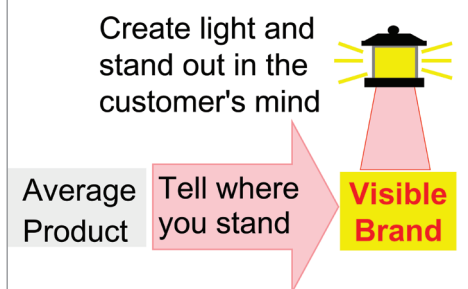 Create light and
stand out in the
customer's mind
Average
Product
Tell where
you stand
Visible
Brand